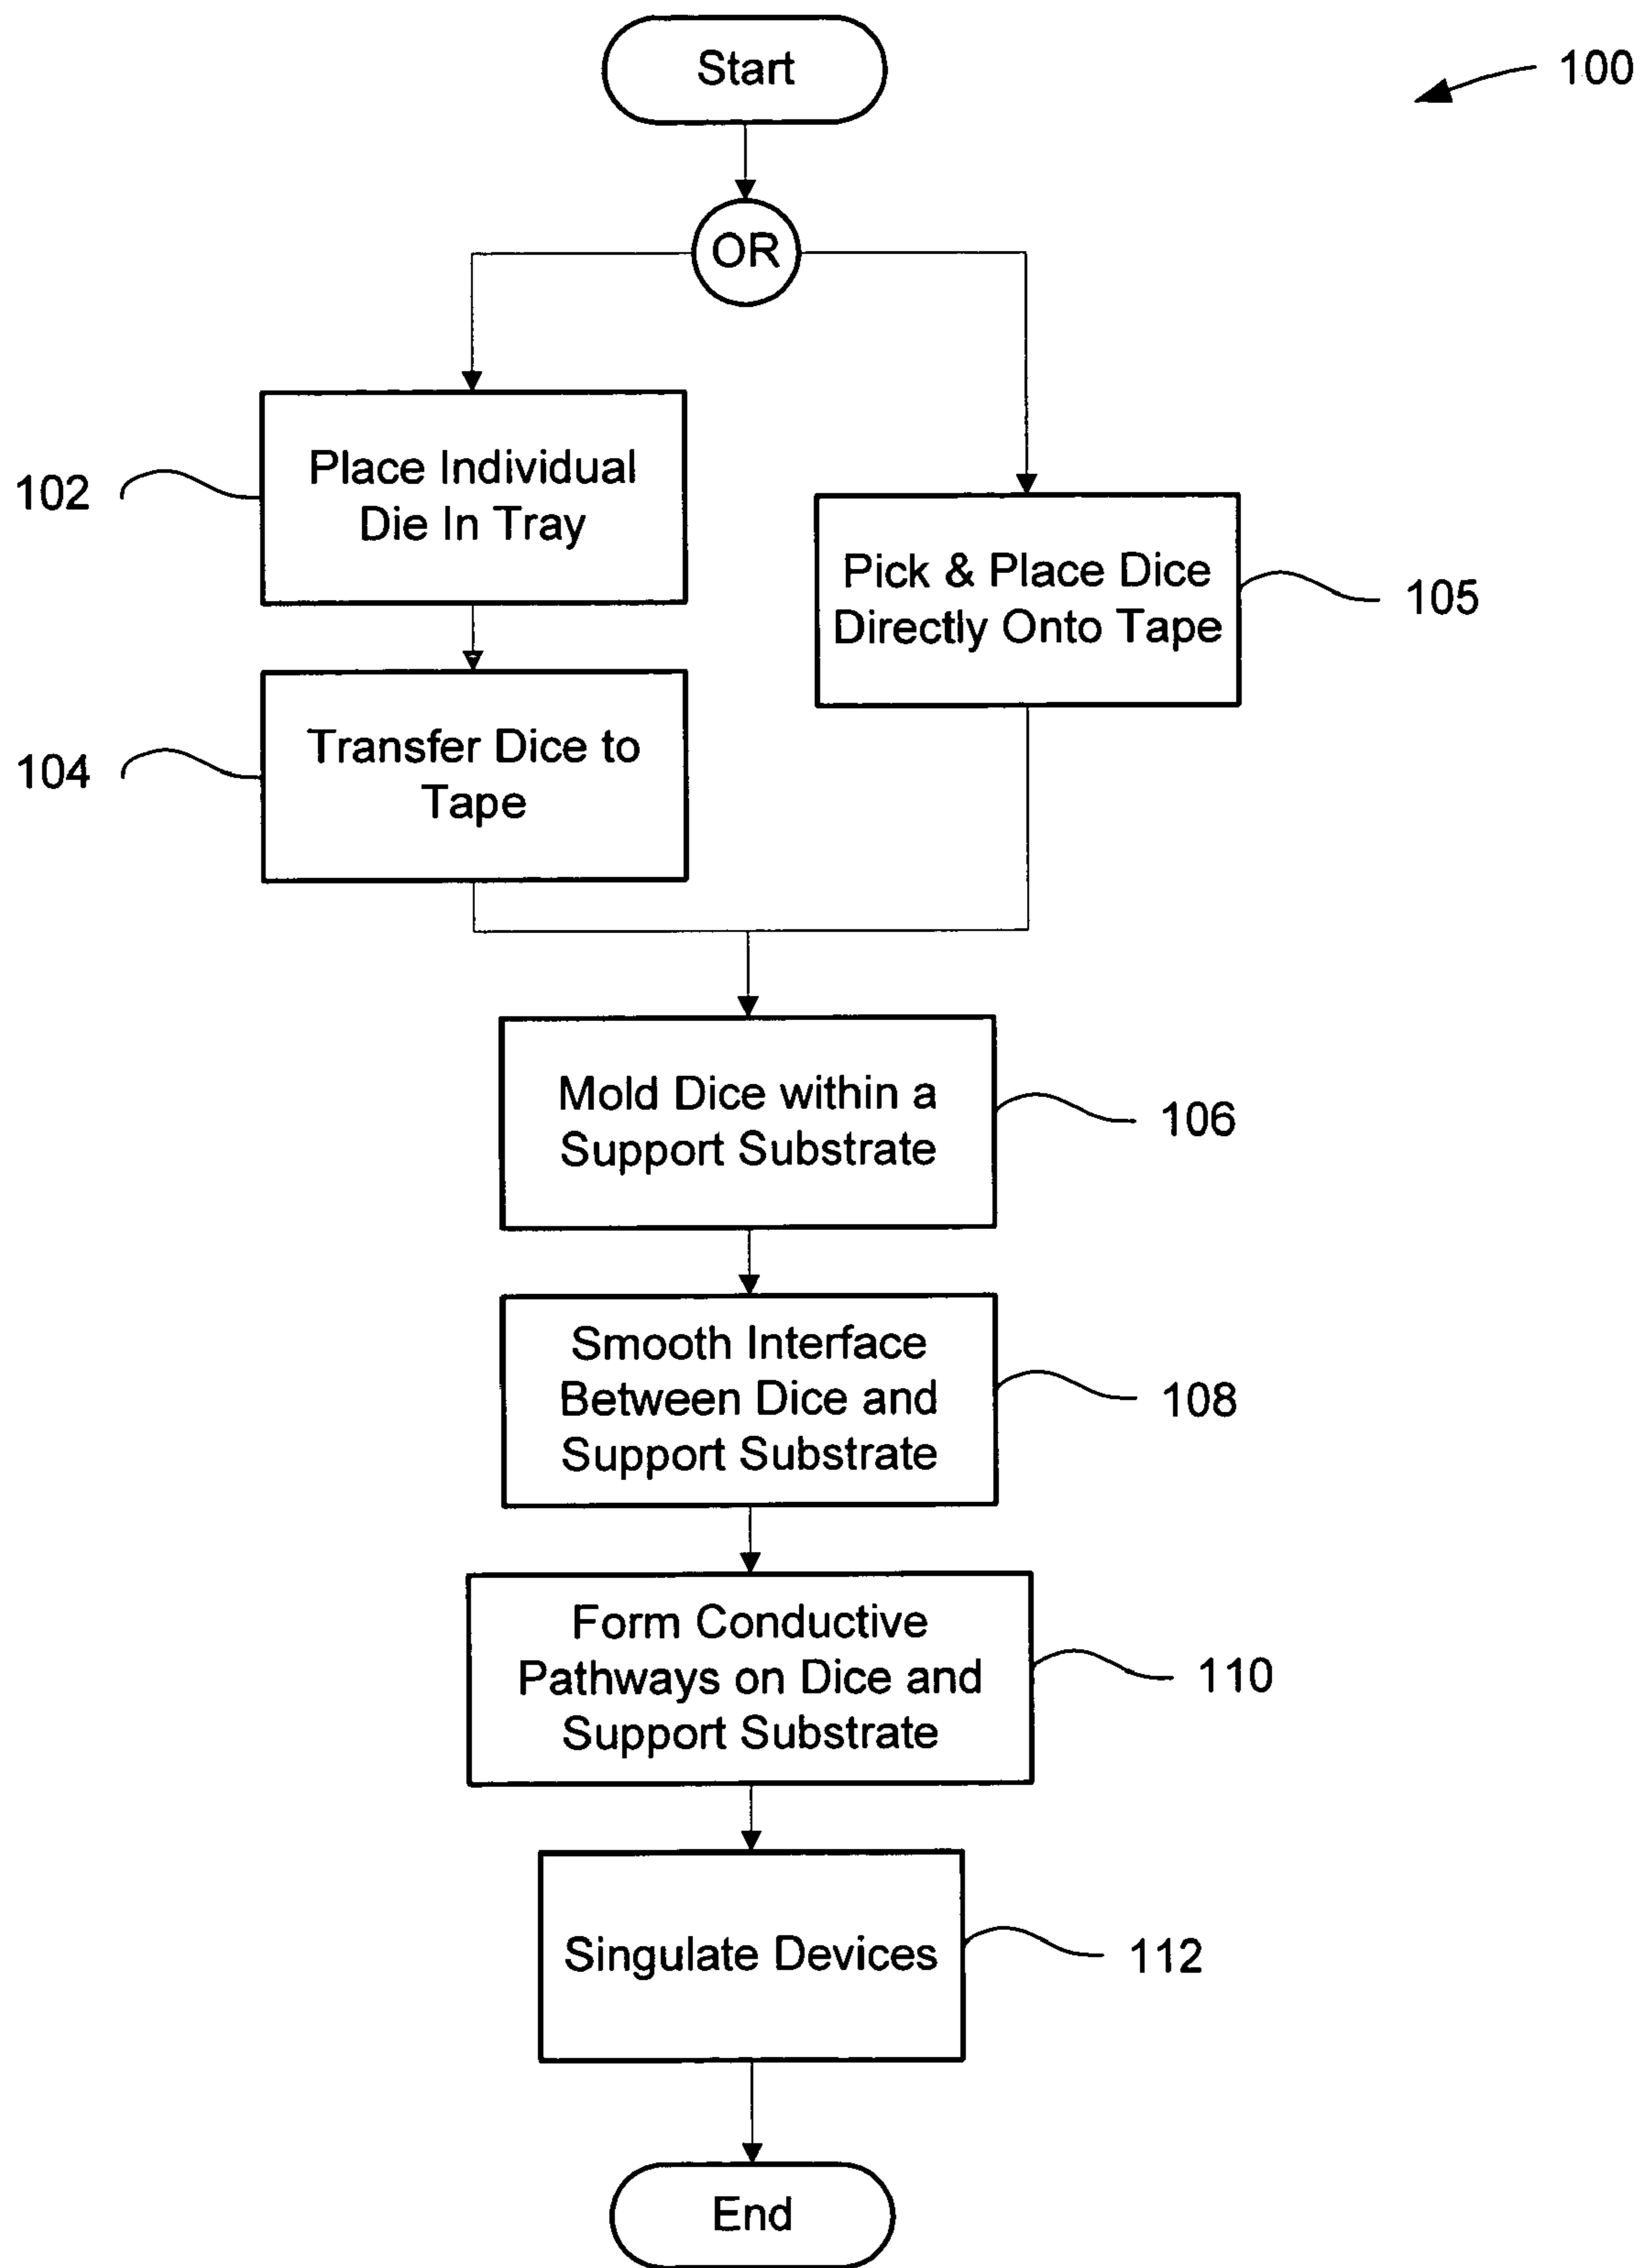 Start
100
OR
Place Individual
Die In Tray
102
Pick & Place Dice
Directly Onto Tape
105
Transfer Dice to
Tape
104
Mold Dice within a
Support Substrate
106
Smooth Interface
Between Dice and
Support Substrate
108
Form Conductive
Pathways on Dice and
Support Substrate
110
Singulate Devices
112
End